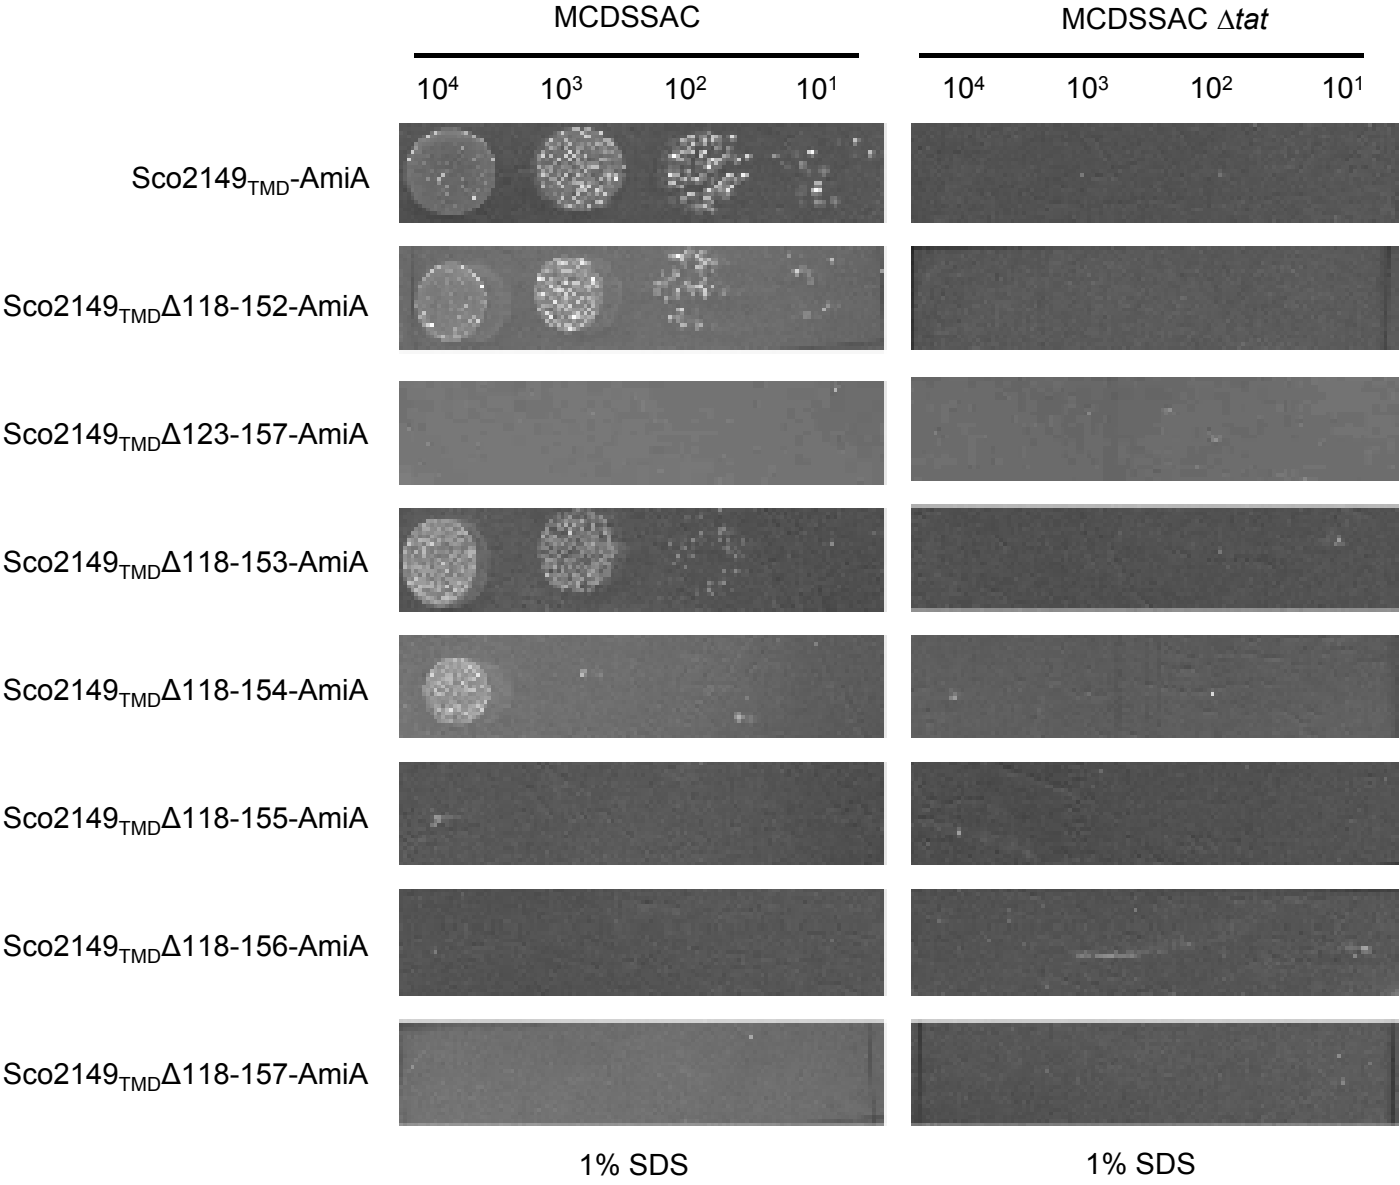 MCDSSAC MCDSSAC Δtat
10⁴ 10³ 10² 10¹ 10⁴ 10³ 10² 10¹
Sco2149TMD-AmiA
Sco2149TMDΔ118-152-AmiA
Sco2149TMDΔ123-157-AmiA
Sco2149TMDΔ118-153-AmiA
Sco2149TMDΔ118-154-AmiA
Sco2149TMDΔ118-155-AmiA
Sco2149TMDΔ118-156-AmiA
Sco2149TMDΔ118-157-AmiA
1% SDS 1% SDS